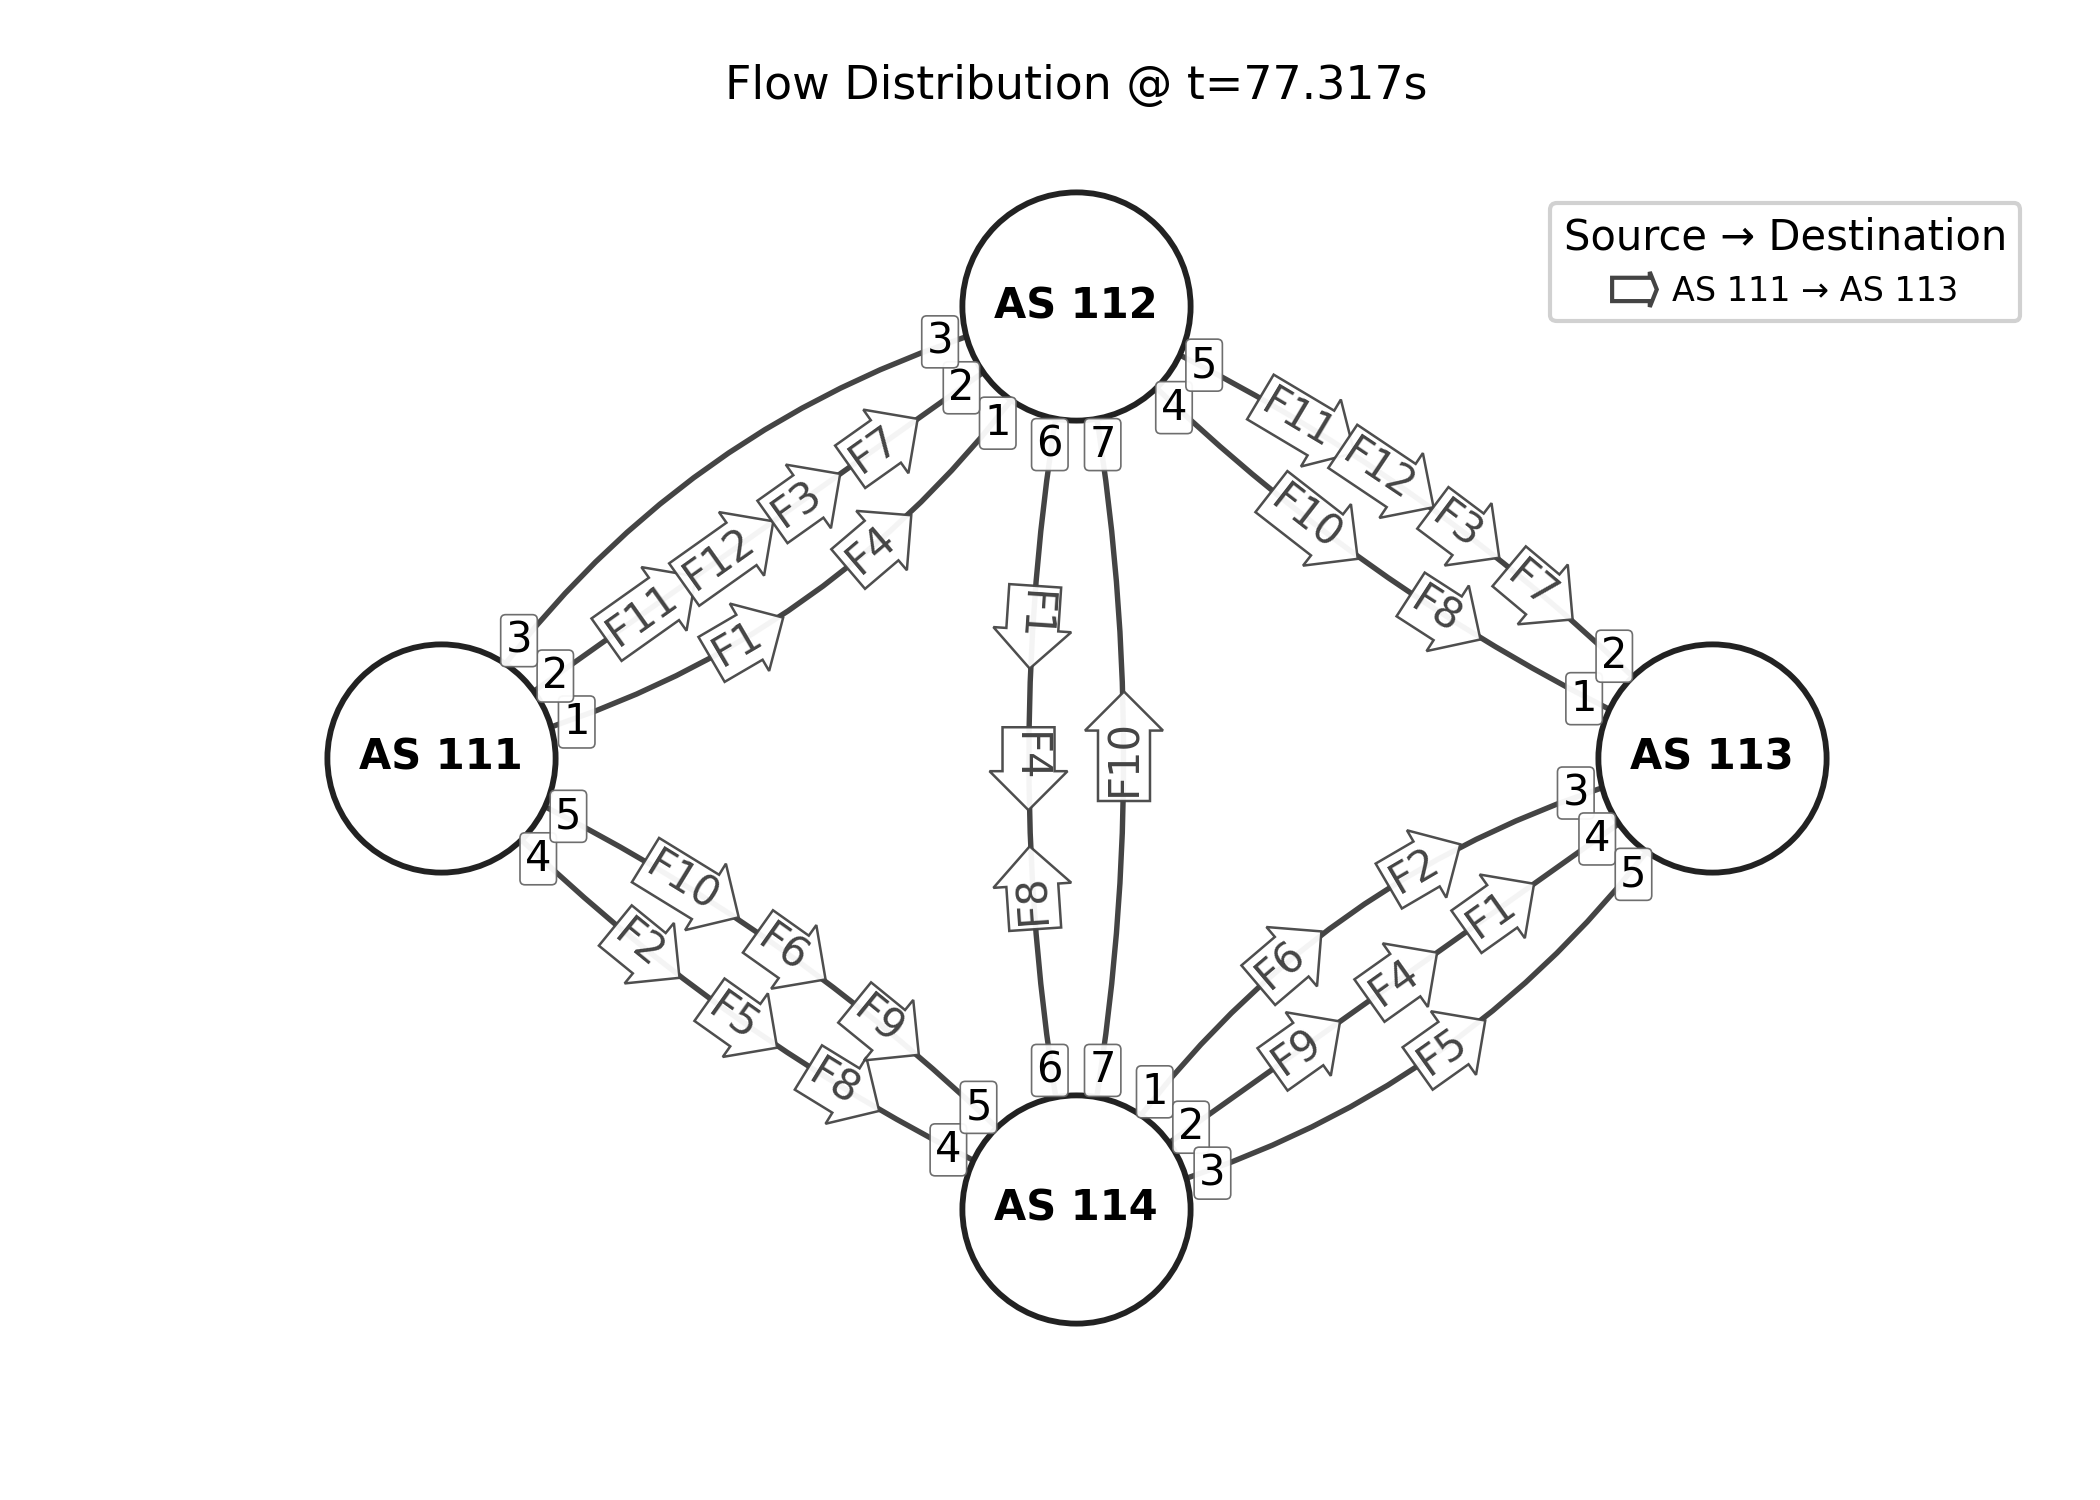 Flow Distribution @ t=77.317s
Source → Destination
AS 111 → AS 113
AS 112
3
2
1
6
7
4
5
F11
F12
F3
F7
F10
F8
F7
F3
F12
F11
F4
F1
F1
F4
F8
F10
3
2
1
AS 111
5
4
2
1
AS 113
3
4
5
F10
F6
F9
F2
F5
F8
F2
F6
F1
F4
F9
F5
5
4
6
7
1
2
3
AS 114